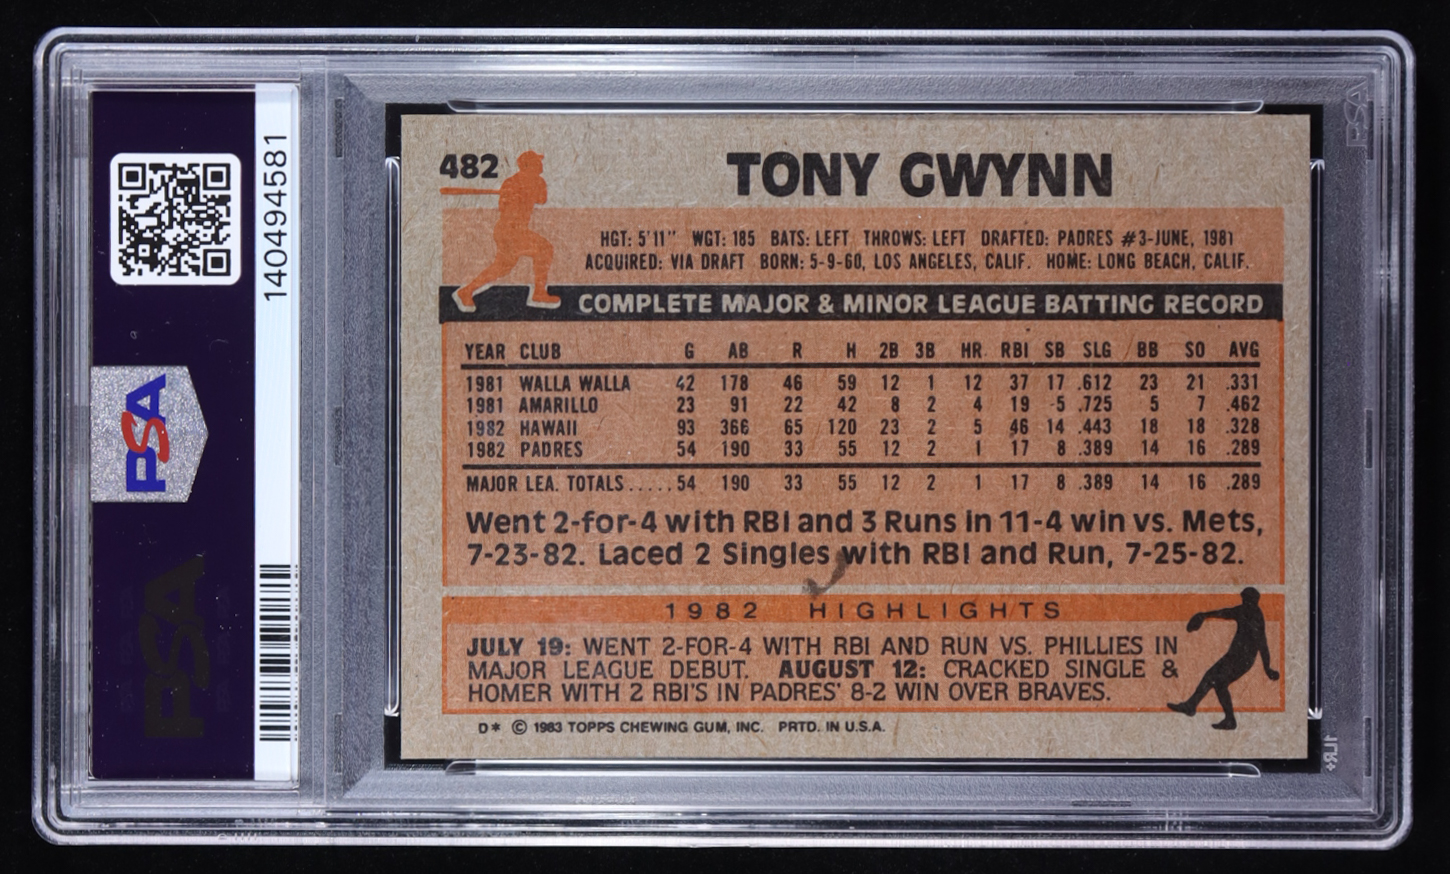 482
TONY GWYNN
HGT: 5'11" WGT: 185 BATS: LEFT THROWS: LEFT DRAFTED: PADRES #3-JUNE, 1981
ACQUIRED: VIA DRAFT BORN: 5-9-60, LOS ANGELES, CALIF. HOME: LONG BEACH, CALIF.
COMPLETE MAJOR & MINOR LEAGUE BATTING RECORD
YEAR CLUB G AB R H 2B 3B HR RBI SB SLG BB SO AVG
1981 WALLA WALLA 42 178 46 59 12 1 12 37 17 .612 23 21 .331
1981 AMARILLO 23 91 22 42 8 2 4 19 5 .725 5 7 .462
1982 HAWAII 93 366 65 120 23 2 5 46 14 .443 18 18 .328
1982 PADRES 54 190 33 55 12 2 1 17 8 .389 14 16 .289
MAJOR LEA. TOTALS.....54 190 33 55 12 2 1 17 8 .389 14 16 .289
Went 2-for-4 with RBI and 3 Runs in 11-4 win vs. Mets,
7-23-82. Laced 2 Singles with RBI and Run, 7-25-82.
1982 HIGHLIGHTS
JULY 19: WENT 2-FOR-4 WITH RBI AND RUN VS. PHILLIES IN
MAJOR LEAGUE DEBUT. AUGUST 12: CRACKED SINGLE &
HOMER WITH 2 RBI'S IN PADRES' 8-2 WIN OVER BRAVES.
D* © 1983 TOPPS CHEWING GUM, INC. PRTD. IN U.S.A.
140494581
PSA
PSA
PSA